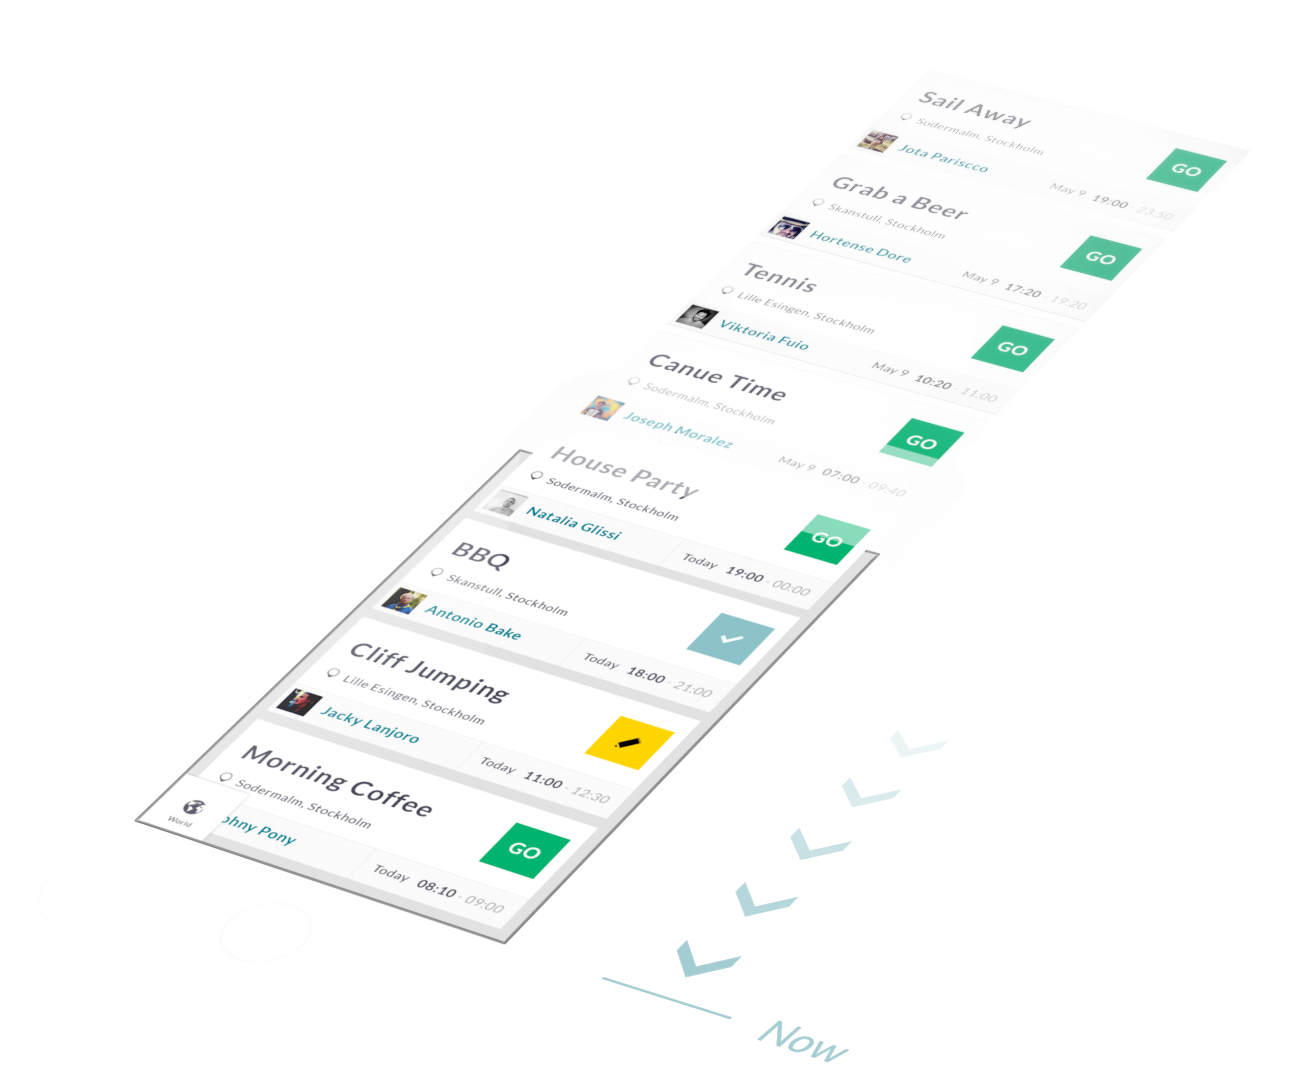 Sail Away
Sodermalm, Stockholm
Jota Pariscco
May 9 19:00 - 23:50
GO
Grab a Beer
Skanstull, Stockholm
Hortense Dore
May 9 17:20 - 19:20
GO
Tennis
Lille Esingen, Stockholm
Viktoria Fuio
May 9 10:20 - 11:00
GO
Canue Time
Sodermalm, Stockholm
Joseph Moralez
May 9 07:00 - 09:40
GO
House Party
Sodermalm, Stockholm
Natalia Glissi
Today 19:00 - 00:00
GO
BBQ
Skanstull, Stockholm
Antonio Bake
Today 18:00 - 21:00
Cliff Jumping
Lille Esingen, Stockholm
Jacky Lanjoro
Today 11:00 - 12:30
Morning Coffee
Sodermalm, Stockholm
ohny Pony
Today 08:10 - 09:00
GO
World
Now